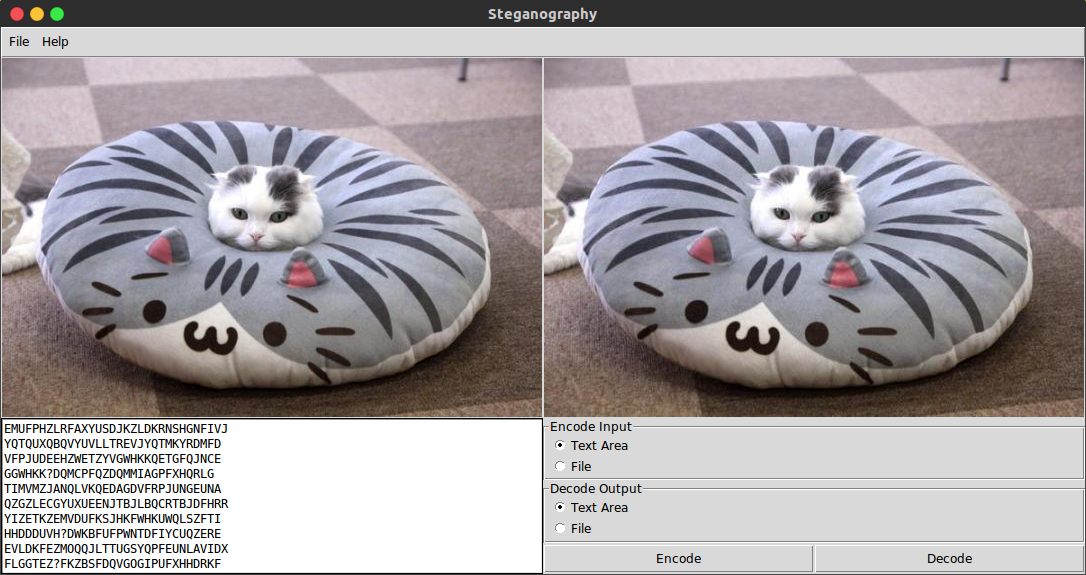 Steganography
File Help
EMUFPHZLRFAXYUSDJKZLDKRNSHGNFIVJ
YQTQUXQBQVYUVLLTREVJYQTMKYRDMFD
VFPJUDEEHZWETZYVGWHKKQETGFQJNCE
GGWHKK?DQMCPFQZDQMMIAGPFXHQRLG
TIMVMZJANQLVKQEDAGDVFRPJUNGEUNA
QZGZLECGYUXUEENJTBJLBQCRTBJDFHRR
YIZETKZEMVDUFKSJHKFWHKUWQLSZFTI
HHDDDUVH?DWKBFUFPWNTDFIYCUQZERE
EVLDKFEZMOQQJLTTUGSYQPFEUNLAVIDX
FLGGTEZ?FKZBSFDQVGOGIPUFXHHDRKF
Encode Input
Text Area
File
Decode Output
Text Area
File
Encode Decode